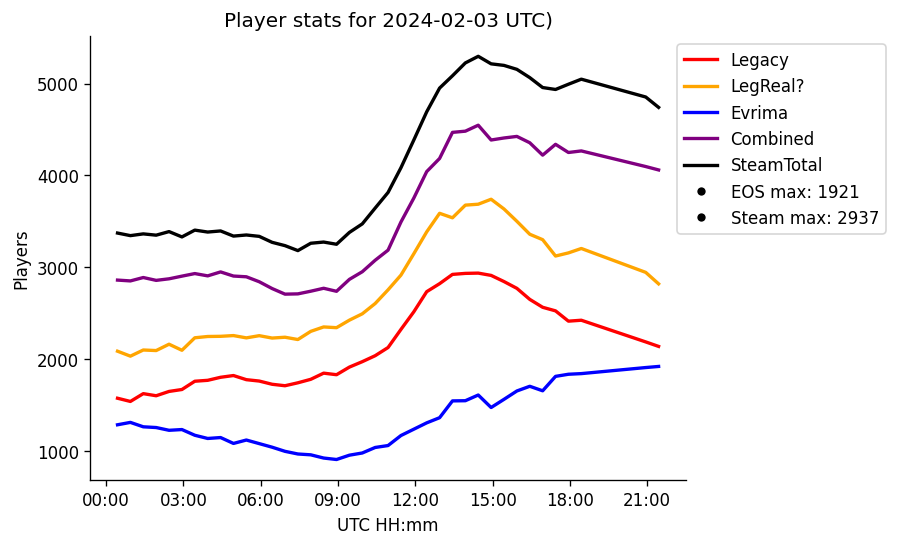 Player stats for 2024-02-03 UTC)
Players
5000
4000
3000
2000
1000
00:00 03:00 06:00 09:00 12:00 15:00 18:00 21:00
UTC HH:mm
Legacy
LegReal?
Evrima
Combined
SteamTotal
EOS max: 1921
Steam max: 2937